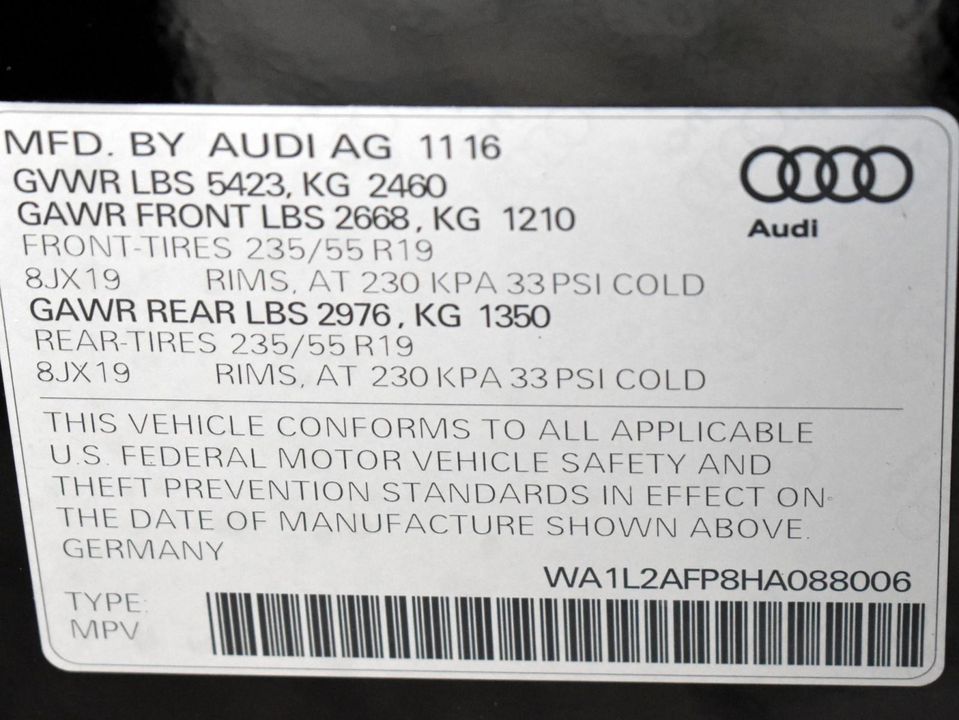 MFD. BY AUDI AG 11 16
GVWR LBS 5423, KG 2460
GAWR FRONT LBS 2668, KG 1210
FRONT-TIRES 235/55 R19
8JX19 RIMS, AT 230 KPA 33 PSI COLD
GAWR REAR LBS 2976, KG 1350
REAR-TIRES 235/55 R19
8JX19 RIMS, AT 230 KPA 33 PSI COLD
Audi
THIS VEHICLE CONFORMS TO ALL APPLICABLE
U.S. FEDERAL MOTOR VEHICLE SAFETY AND
THEFT PREVENTION STANDARDS IN EFFECT ON
THE DATE OF MANUFACTURE SHOWN ABOVE.
GERMANY
WA1L2AFP8HA088006
TYPE:
MPV